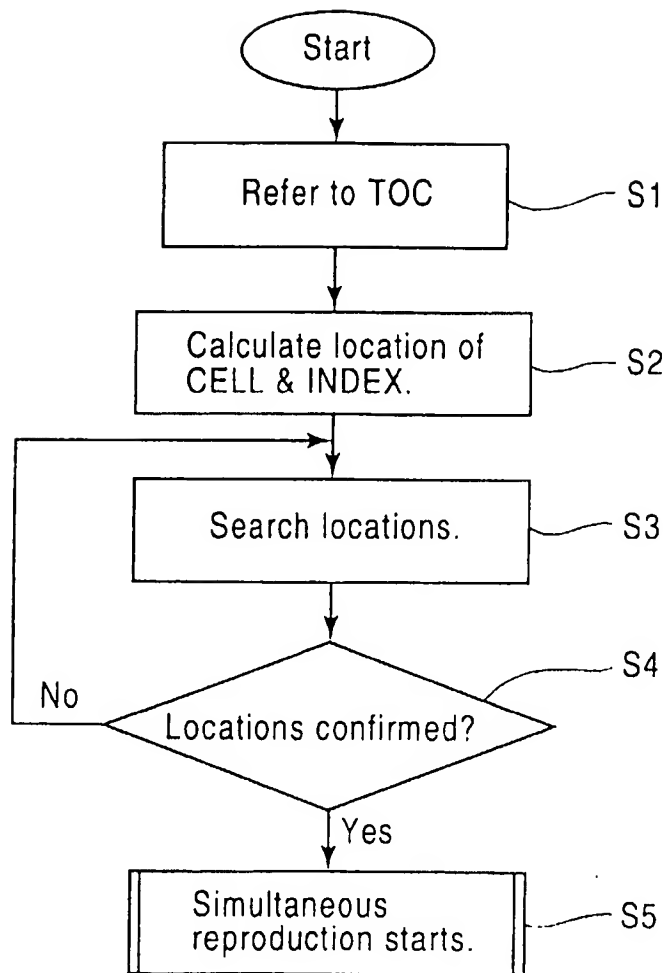 Start
Refer to TOC
S1
Calculate location of
CELL & INDEX.
S2
Search locations.
S3
S4
No
Locations confirmed?
Yes
Simultaneous
reproduction starts.
S5